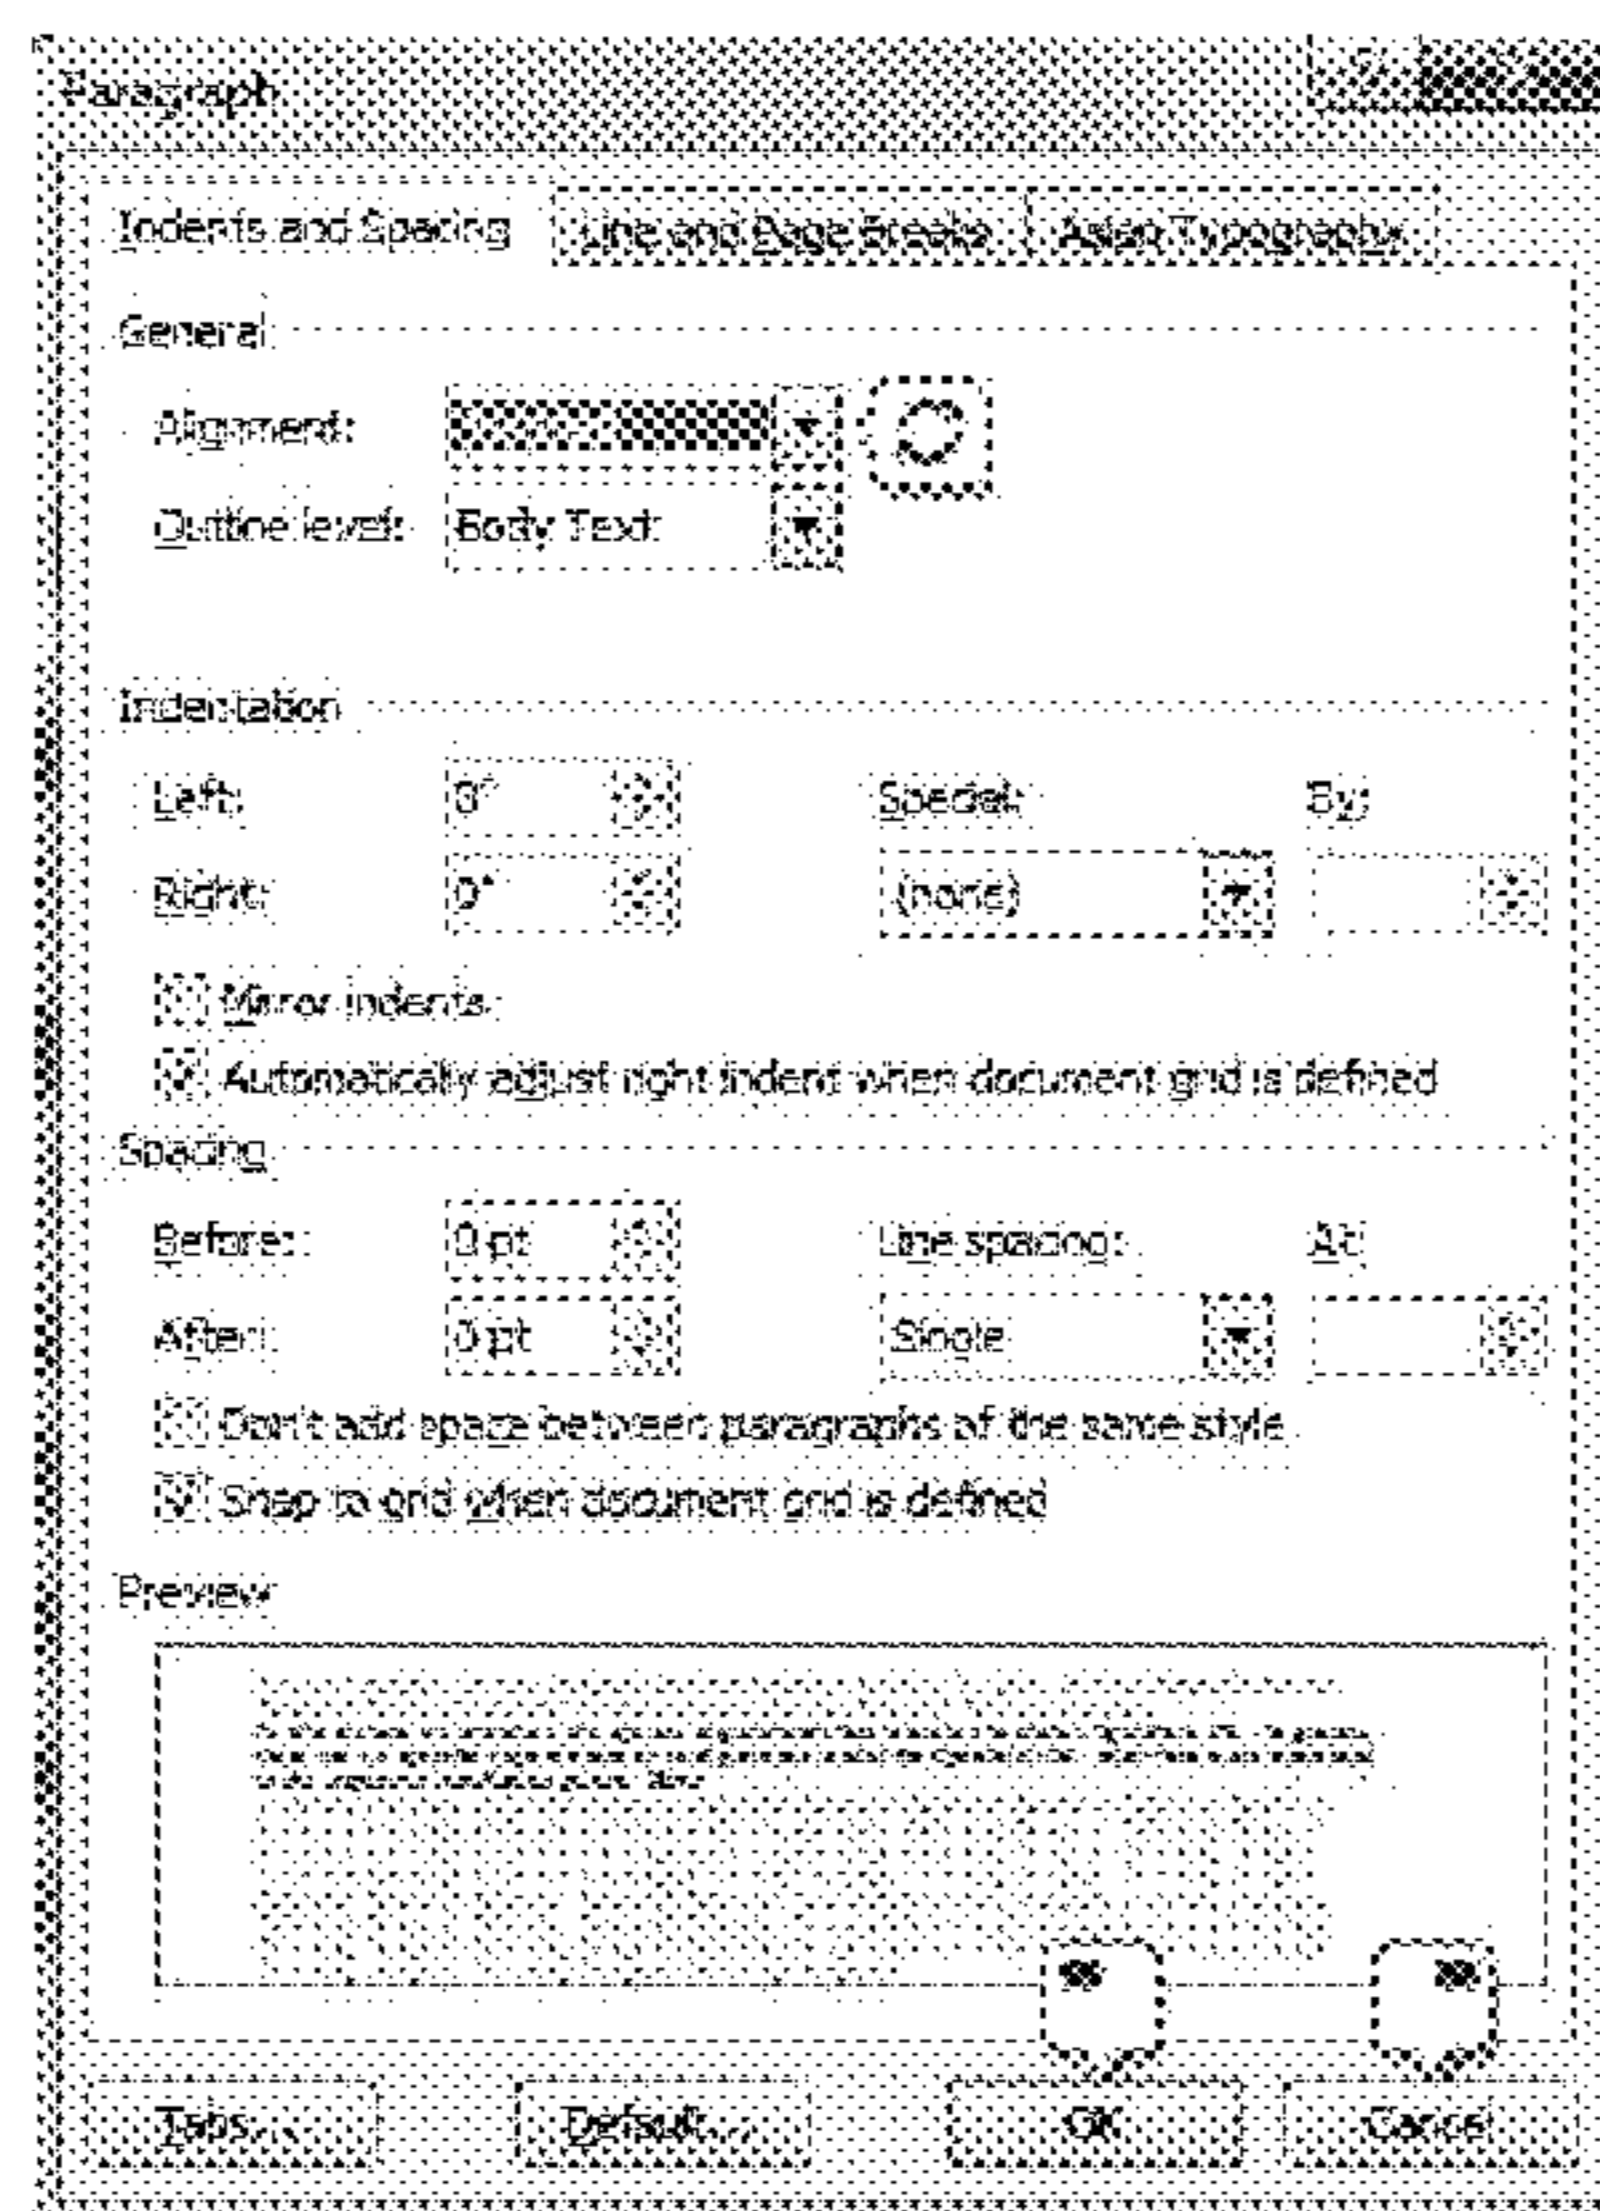 Paragraph
Indents and Spacing Line and Page Breaks Asian Typography
General
Alignment:
Outline level: Body Text
Indentation
Left: 0" Special: By:
Right: 0" (none)
Mirror indents
Automatically adjust right indent when document grid is defined
Spacing
Before: 0 pt Line spacing: At:
After: 0 pt Single
Don't add space between paragraphs of the same style
Snap to grid when document grid is defined
Preview
Tabs... Default... OK Cancel